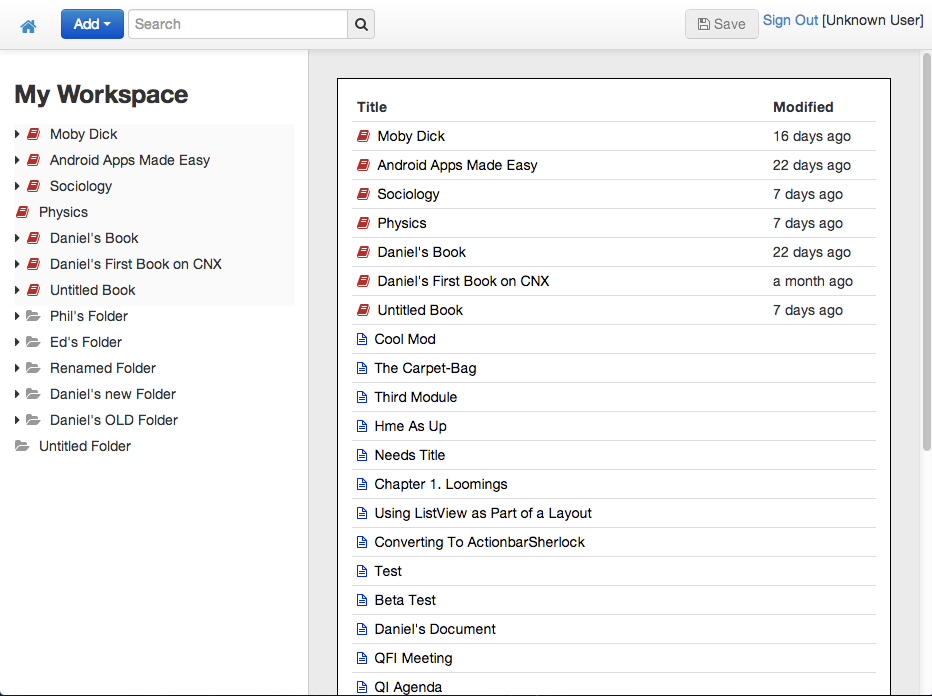 Add Search Save Sign Out [Unknown User]
My Workspace
Moby Dick
Android Apps Made Easy
Sociology
Physics
Daniel's Book
Daniel's First Book on CNX
Untitled Book
Phil's Folder
Ed's Folder
Renamed Folder
Daniel's new Folder
Daniel's OLD Folder
Untitled Folder
Title Modified
Moby Dick 16 days ago
Android Apps Made Easy 22 days ago
Sociology 7 days ago
Physics 7 days ago
Daniel's Book 22 days ago
Daniel's First Book on CNX a month ago
Untitled Book 7 days ago
Cool Mod
The Carpet-Bag
Third Module
Hme As Up
Needs Title
Chapter 1. Loomings
Using ListView as Part of a Layout
Converting To ActionbarSherlock
Test
Beta Test
Daniel's Document
QFI Meeting
QI Agenda